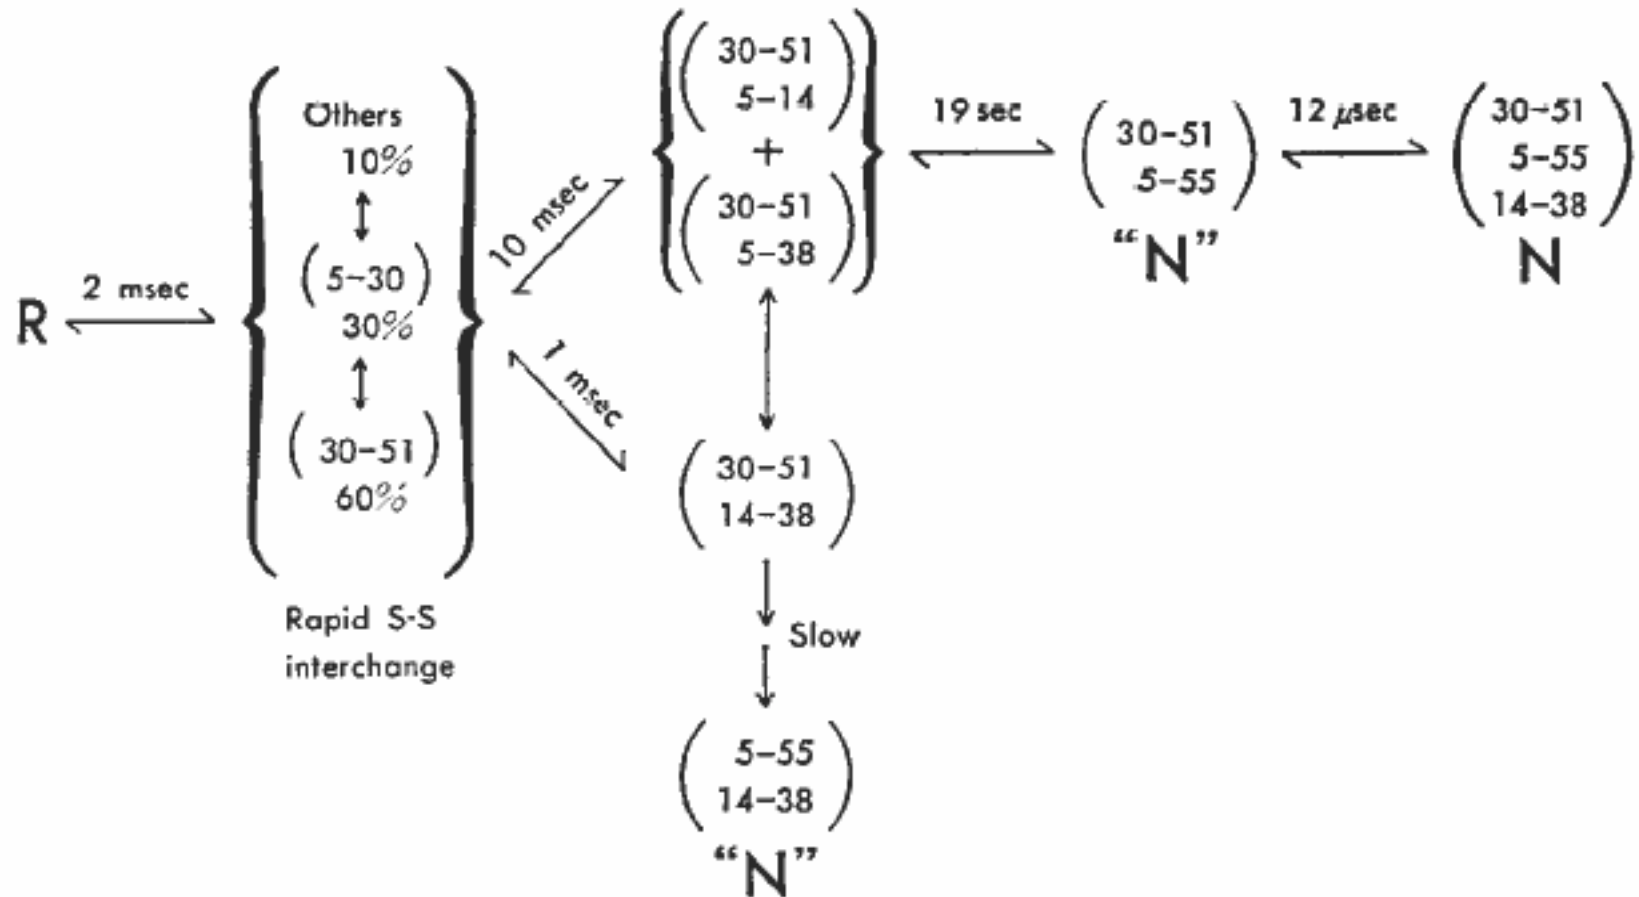 R
2 msec
Others
10%
(5-30)
30%
(30-51)
60%
Rapid S-S
interchange
10 msec
1 msec
30-51
5-14
+
30-51
5-38
30-51
14-38
Slow
5-55
14-38
“N”
19 sec
30-51
5-55
“N”
12 μsec
30-51
5-55
14-38
N